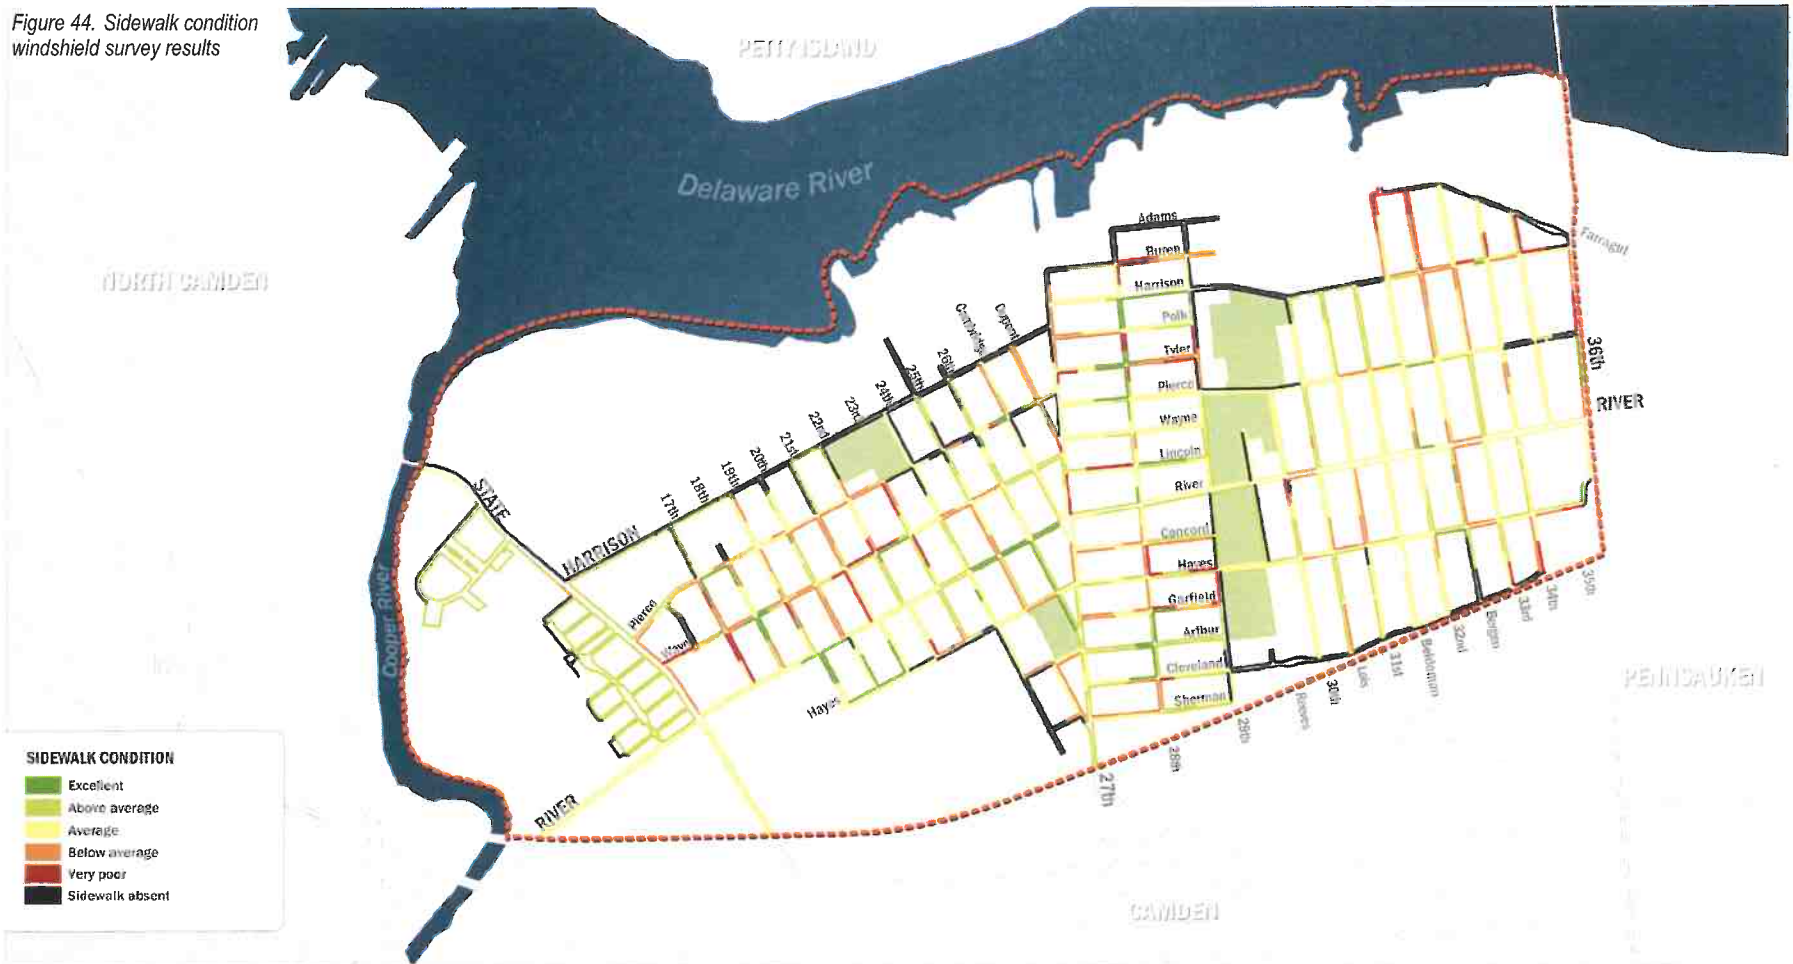 Figure 44. Sidewalk condition
windshield survey results
PETTY ISLAND
Delaware River
NORTH CAMDEN
Adams
Buren
Harrison
Polk
Tyler
Pierce
Wayne
Lincoln
River
Concord
Hayes
Garfield
Arthur
Cleveland
Sherman
Farragut
36th
RIVER
Dupont
26th
25th
24th
23rd
22nd
21st
20th
19th
18th
17th
STATE
HARRISON
Pierce
Hayes
RIVER
Cooper River
35th
34th
33rd
Bergen
32nd
31st
Lois
30th
Reeves
29th
28th
27th
PENNSAUKEN
CAMDEN
SIDEWALK CONDITION
Excellent
Above average
Average
Below average
Very poor
Sidewalk absent